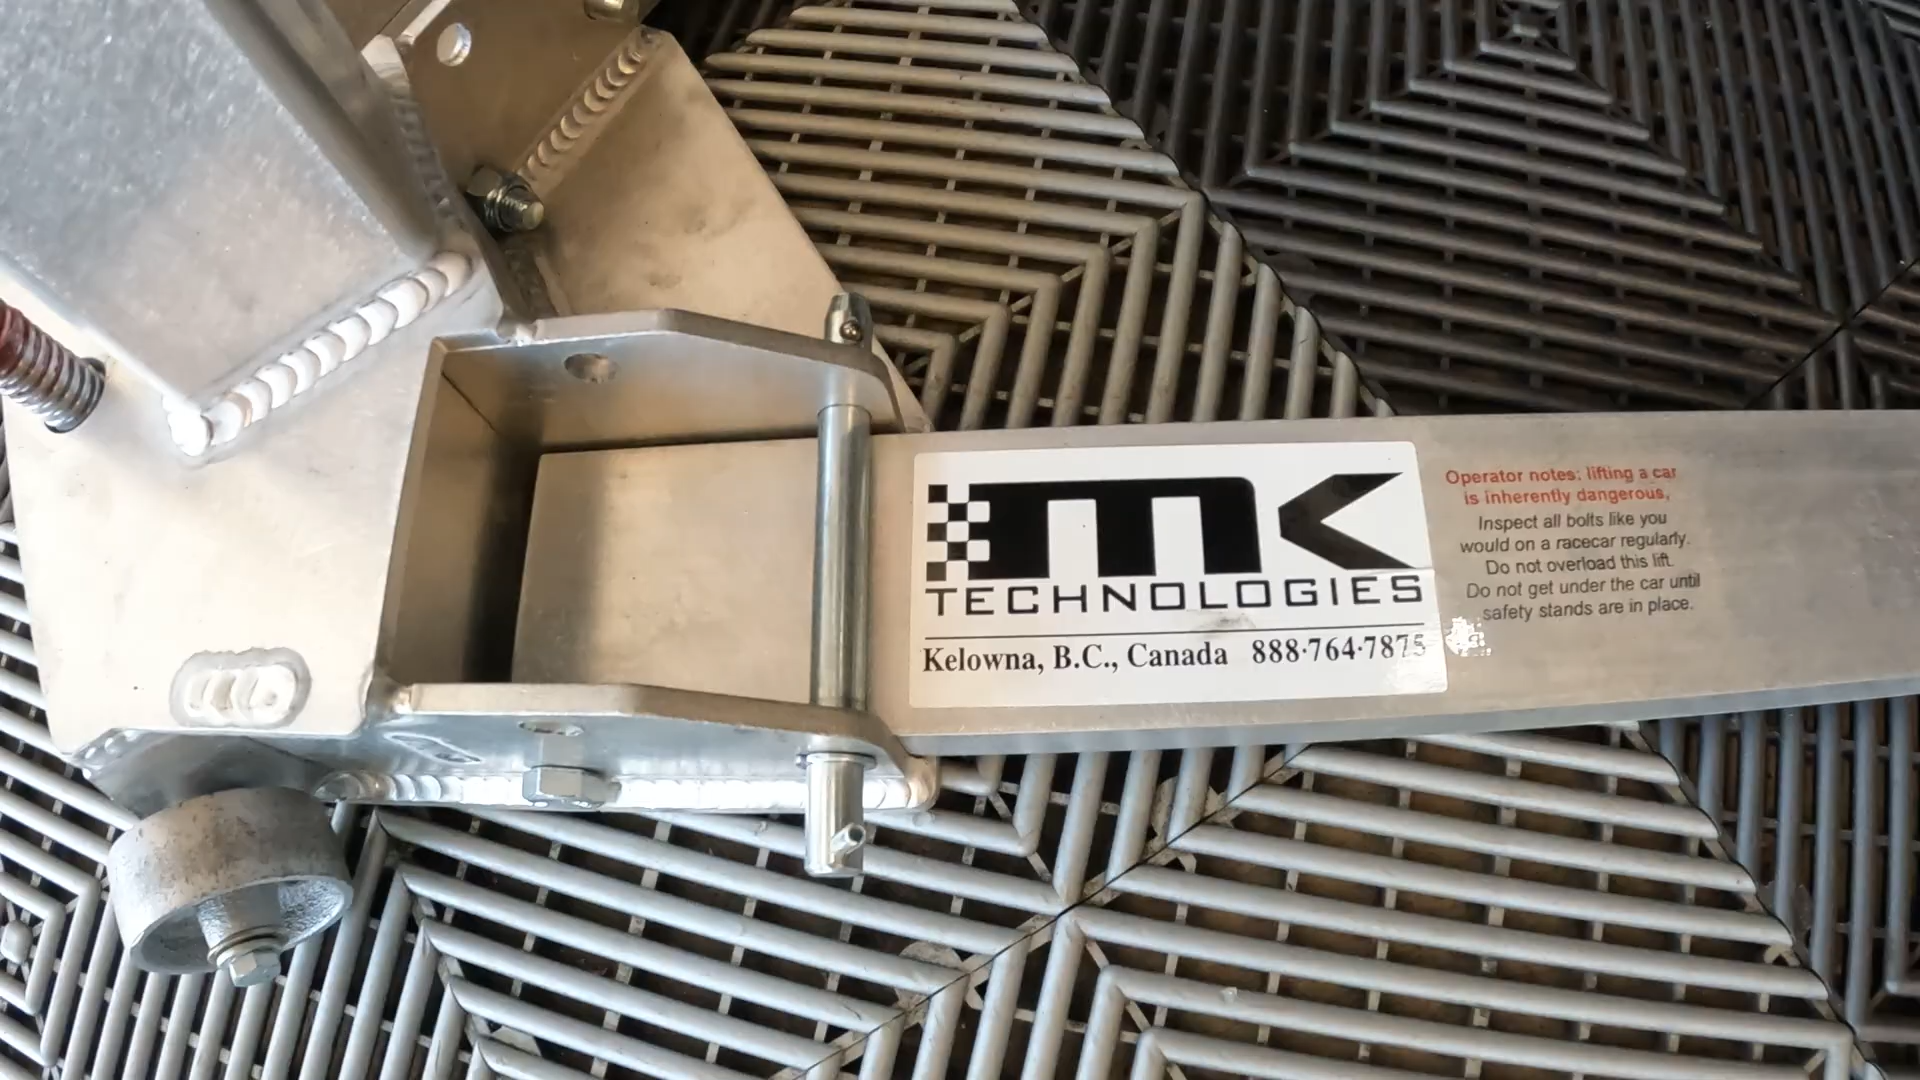 MK
TECHNOLOGIES
Kelowna, B.C., Canada 888·764·7875
Operator notes: lifting a car
is inherently dangerous,
Inspect all bolts like you
would on a racecar regularly.
Do not overload this lift.
Do not get under the car until
safety stands are in place.